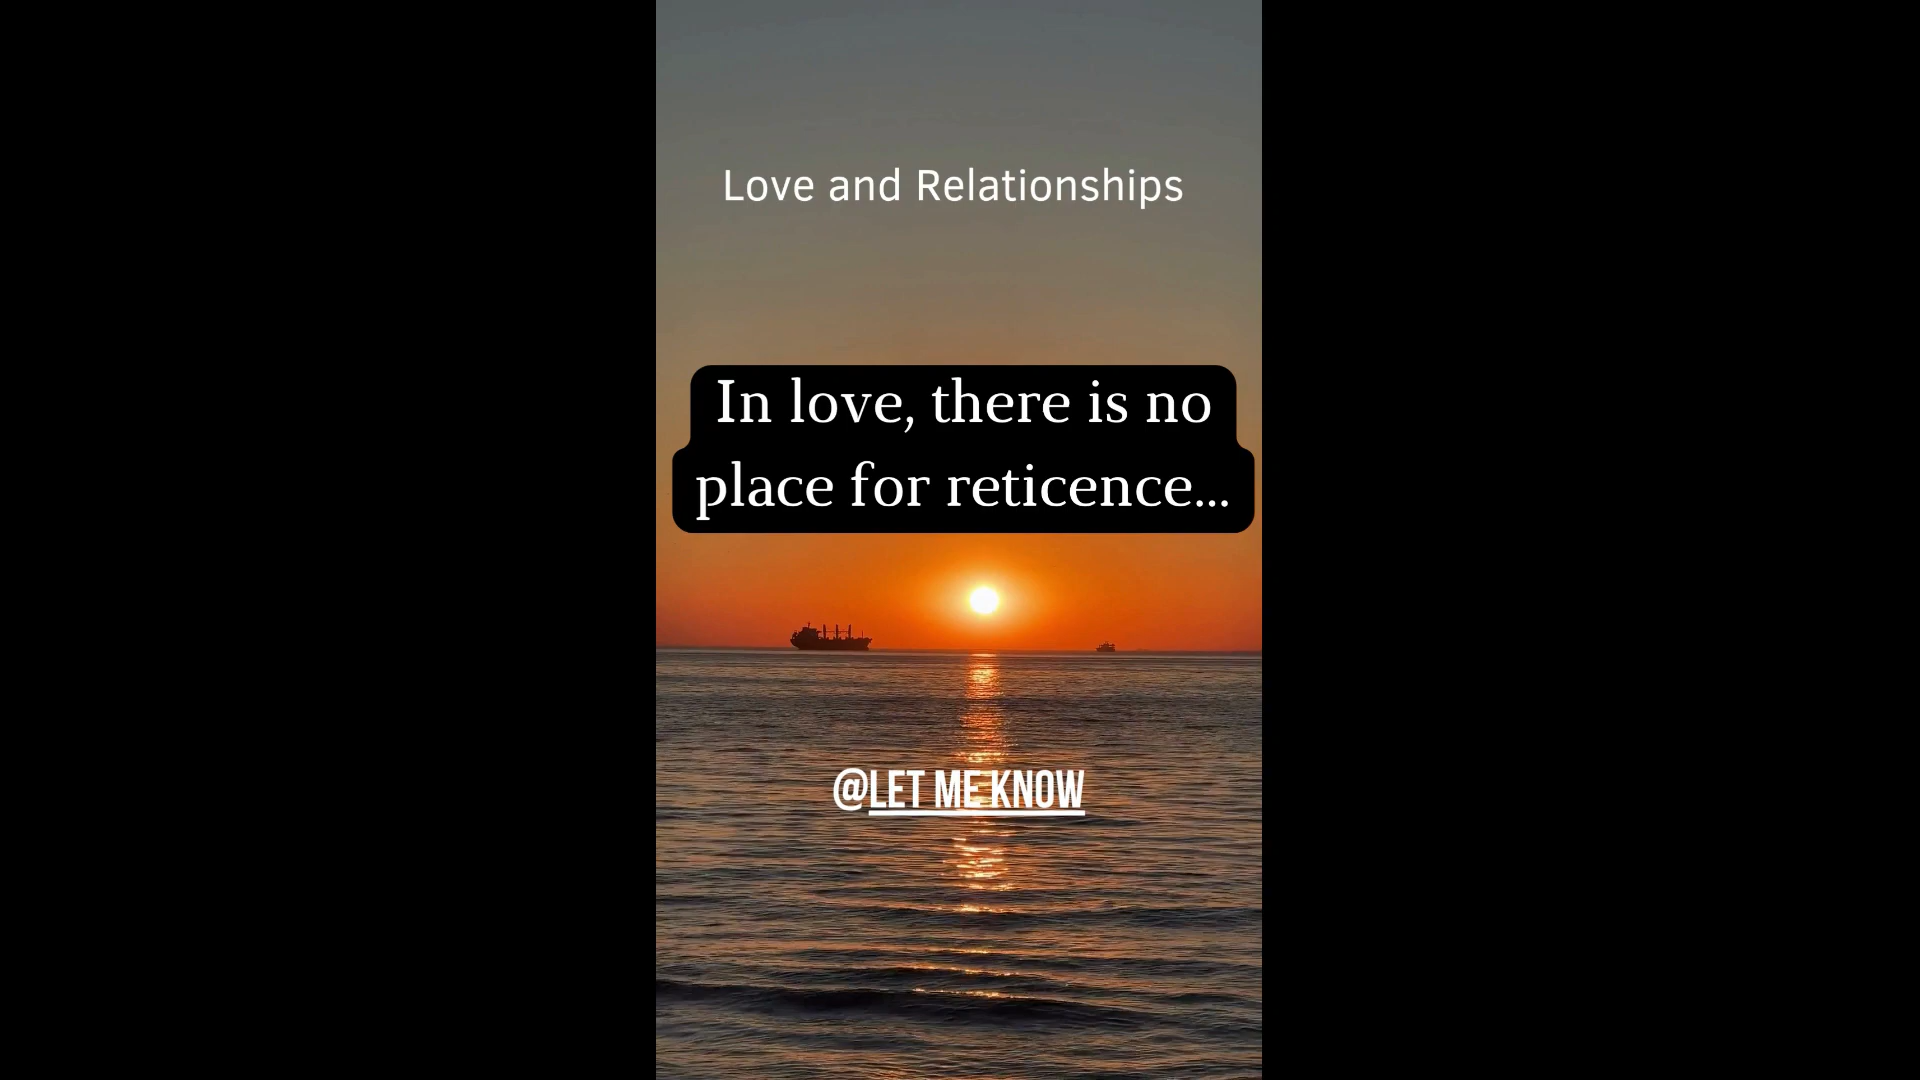 Love and Relationships
In love, there is no
place for reticence...
@LET ME KNOW